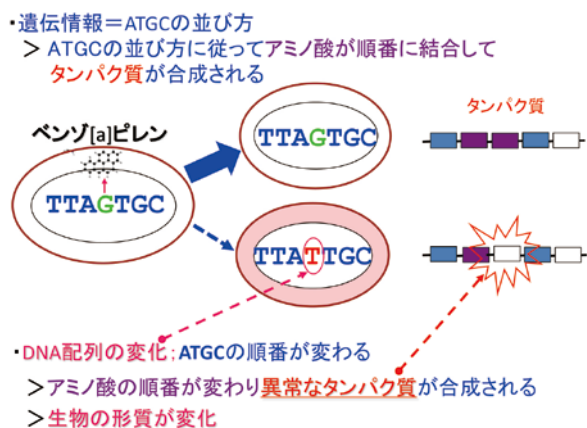 ・遺伝情報＝ATGCの並び方
＞ATGCの並び方に従ってアミノ酸が順番に結合して
タンパク質が合成される
タンパク質
ベンゾ[a]ピレン
TTAGTGC
TTAGTGC
TTATTGC
・DNA配列の変化；ATGCの順番が変わる
＞アミノ酸の順番が変わり異常なタンパク質が合成される
＞生物の形質が変化